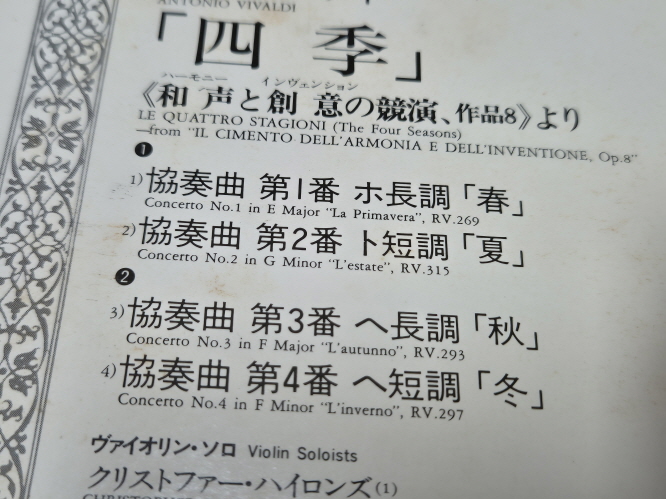 ANTONIO VIVALDI
「四季」
ハーモニー インヴェンション
《和声と創意の競演、作品8》より
LE QUATTRO STAGIONI (The Four Seasons)
—from "IL CIMENTO DELL'ARMONIA E DELL'INVENTIONE, Op.8"
❶
1) 協奏曲 第1番 ホ長調「春」
Concerto No.1 in E Major "La Primavera", RV.269
2) 協奏曲 第2番 ト短調「夏」
Concerto No.2 in G Minor "L'estate", RV.315
❷
3) 協奏曲 第3番 ヘ長調「秋」
Concerto No.3 in F Major "L'autunno", RV.293
4) 協奏曲 第4番 ヘ短調「冬」
Concerto No.4 in F Minor "L'inverno", RV.297
ヴァイオリン・ソロ Violin Soloists
クリストファー・ハイロンズ(1)